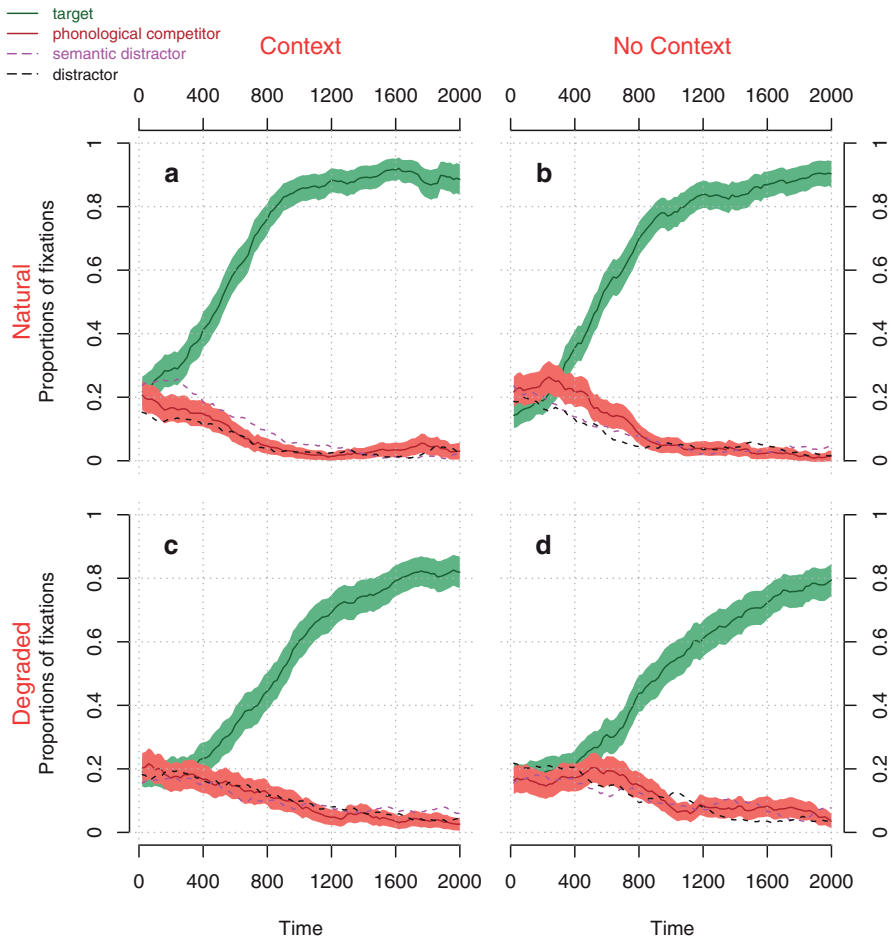 target
phonological competitor
semantic distractor
distractor
Context
No Context
0 400 800 1200 1600 2000
0 400 800 1200 1600 2000
Natural
Proportions of fixations
a
b
1
0.8
0.6
0.4
0.2
0
1
0.8
0.6
0.4
0.2
0
Degraded
Proportions of fixations
c
d
1
0.8
0.6
0.4
0.2
0
1
0.8
0.6
0.4
0.2
0
0 400 800 1200 1600 2000
0 400 800 1200 1600 2000
Time
Time